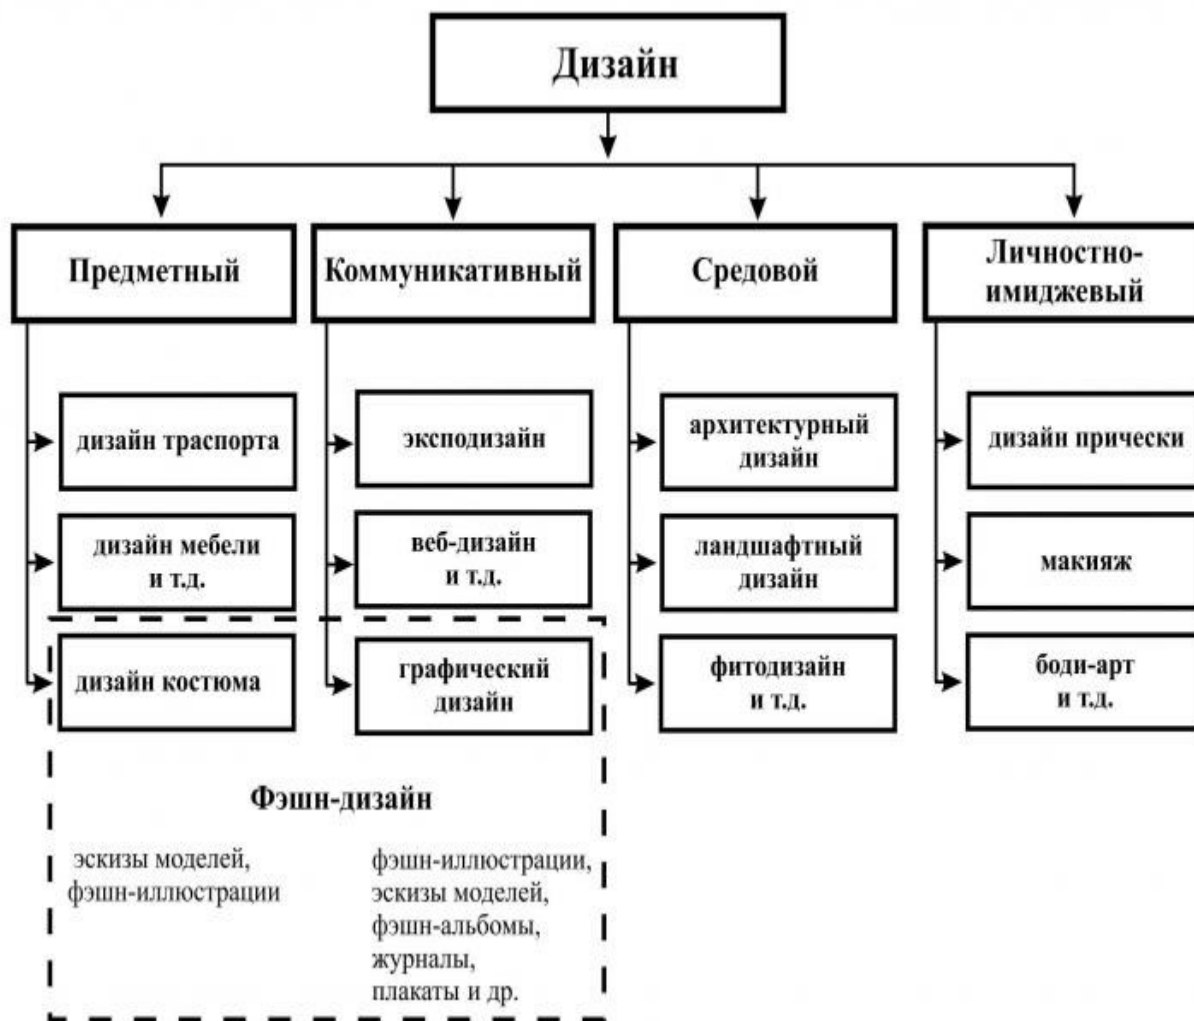 Дизайн
Предметный
Коммуникативный
Средовой
Личностно-
имиджевый
дизайн траспорта
эксподизайн
архитектурный
дизайн
дизайн прически
дизайн мебели
и т.д.
веб-дизайн
и т.д.
ландшафтный
дизайн
макияж
дизайн костюма
графический
дизайн
фитодизайн
и т.д.
боди-арт
и т.д.
Фэшн-дизайн
эскизы моделей,
фэшн-иллюстрации
фэшн-иллюстрации,
эскизы моделей,
фэшн-альбомы,
журналы,
плакаты и др.